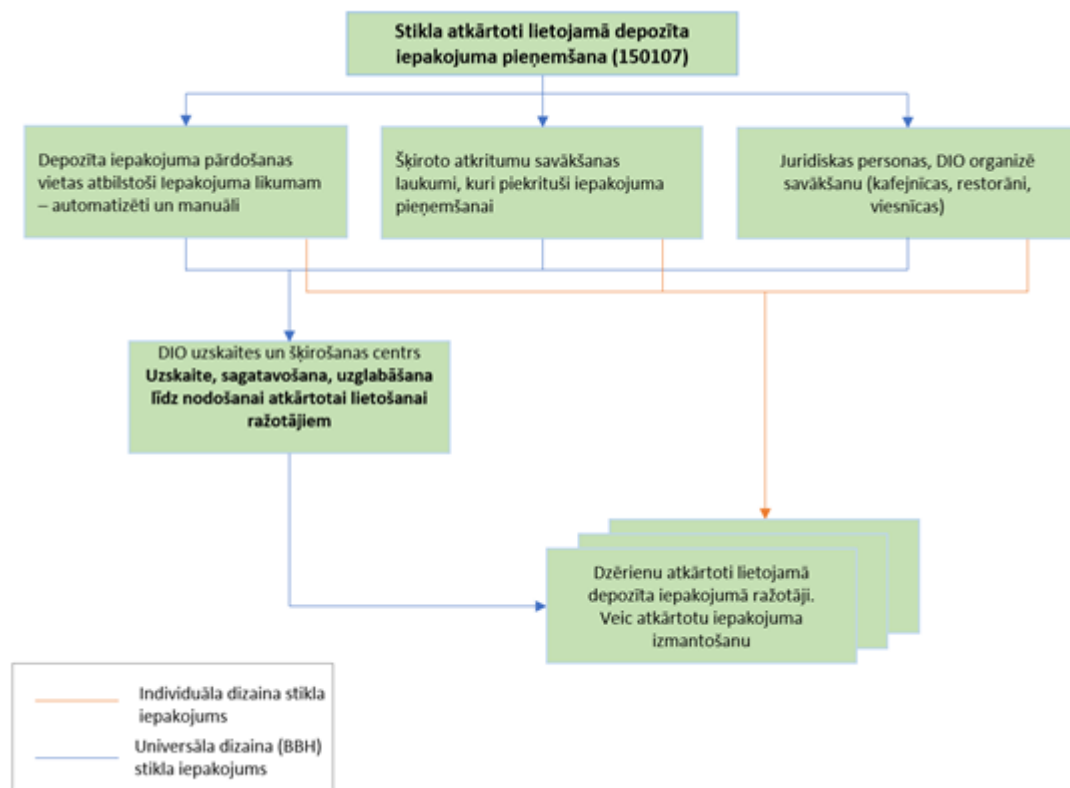 Stikla atkārtoti lietojamā depozīta
iepakojuma pieņemšana (150107)
Depozīta iepakojuma pārdošanas
vietas atbilstoši Iepakojuma likumam
– automatizēti un manuāli
Šķiroto atkritumu savākšanas
laukumi, kuri piekrituši iepakojuma
pieņemšanai
Juridiskas personas, DIO organizē
savākšanu (kafejnīcas, restorāni,
viesnīcas)
DIO uzskaites un šķirošanas centrs
Uzskaite, sagatavošana, uzglabāšana
līdz nodošanai atkārtotai lietošanai
ražotājiem
Dzērienu atkārtoti lietojamā
depozīta iepakojumā ražotāji.
Veic atkārtotu iepakojuma
izmantošanu
Individuāla dizaina stikla
iepakojums
Universāla dizaina (BBH)
stikla iepakojums